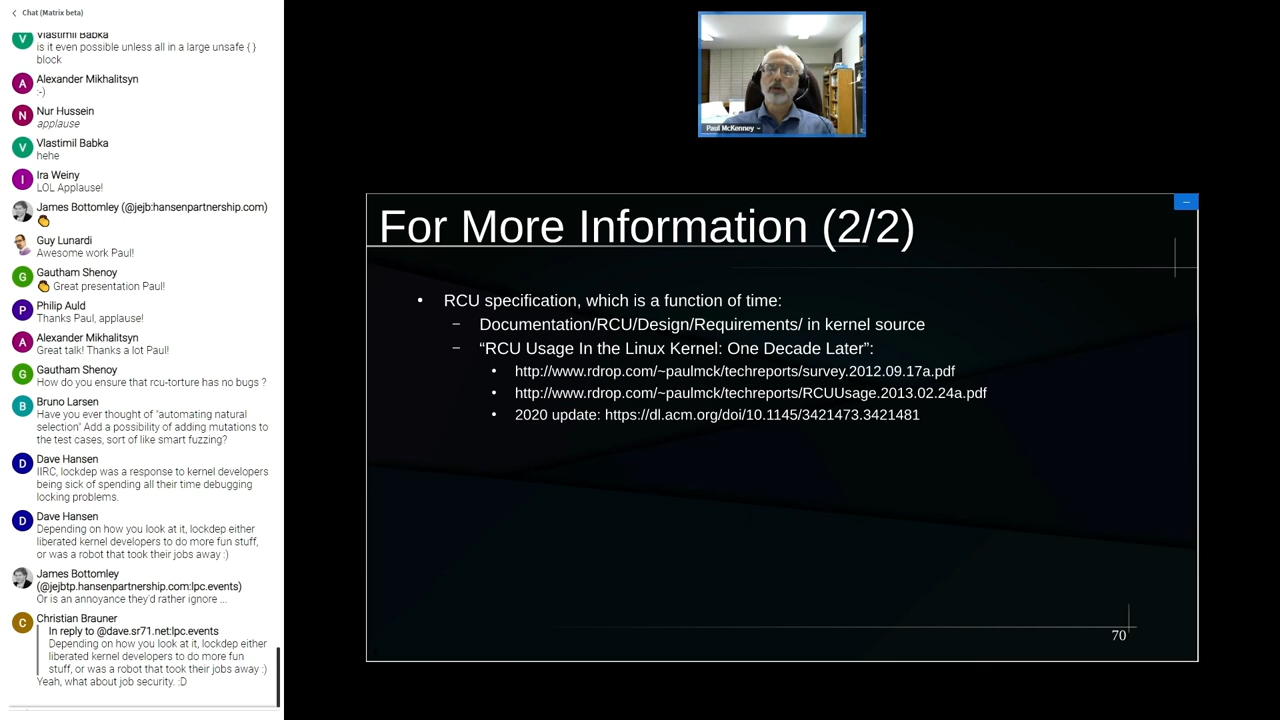 Chat (Matrix beta)
Vlastimil Babka
is it even possible unless all in a large unsafe { }
block
Alexander Mikhalitsyn
:-)
Nur Hussein
applause
Vlastimil Babka
hehe
Ira Weiny
LOL Applause!
James Bottomley (@jejb:hansenpartnership.com)
👏
Guy Lunardi
Awesome work Paul!
Gautham Shenoy
👏 Great presentation Paul!
Philip Auld
Thanks Paul, applause!
Alexander Mikhalitsyn
Great talk! Thanks a lot Paul!
Gautham Shenoy
How do you ensure that rcu-torture has no bugs ?
Bruno Larsen
Have you ever thought of "automating natural
selection" Add a possibility of adding mutations to
the test cases, sort of like smart fuzzing?
Dave Hansen
IIRC, lockdep was a response to kernel developers
being sick of spending all their time debugging
locking problems.
Dave Hansen
Depending on how you look at it, lockdep either
liberated kernel developers to do more fun stuff,
or was a robot that took their jobs away :)
James Bottomley
(@jejbtp.hansenpartnership.com:lpc.events)
Or is an annoyance they'd rather ignore ...
Christian Brauner
In reply to @dave.sr71.net:lpc.events
Depending on how you look at it, lockdep either
liberated kernel developers to do more fun
stuff, or was a robot that took their jobs away :)
Yeah, what about job security. :D
Paul McKenney
For More Information (2/2)
• RCU specification, which is a function of time:
– Documentation/RCU/Design/Requirements/ in kernel source
– “RCU Usage In the Linux Kernel: One Decade Later”:
• http://www.rdrop.com/~paulmck/techreports/survey.2012.09.17a.pdf
• http://www.rdrop.com/~paulmck/techreports/RCUUsage.2013.02.24a.pdf
• 2020 update: https://dl.acm.org/doi/10.1145/3421473.3421481
70